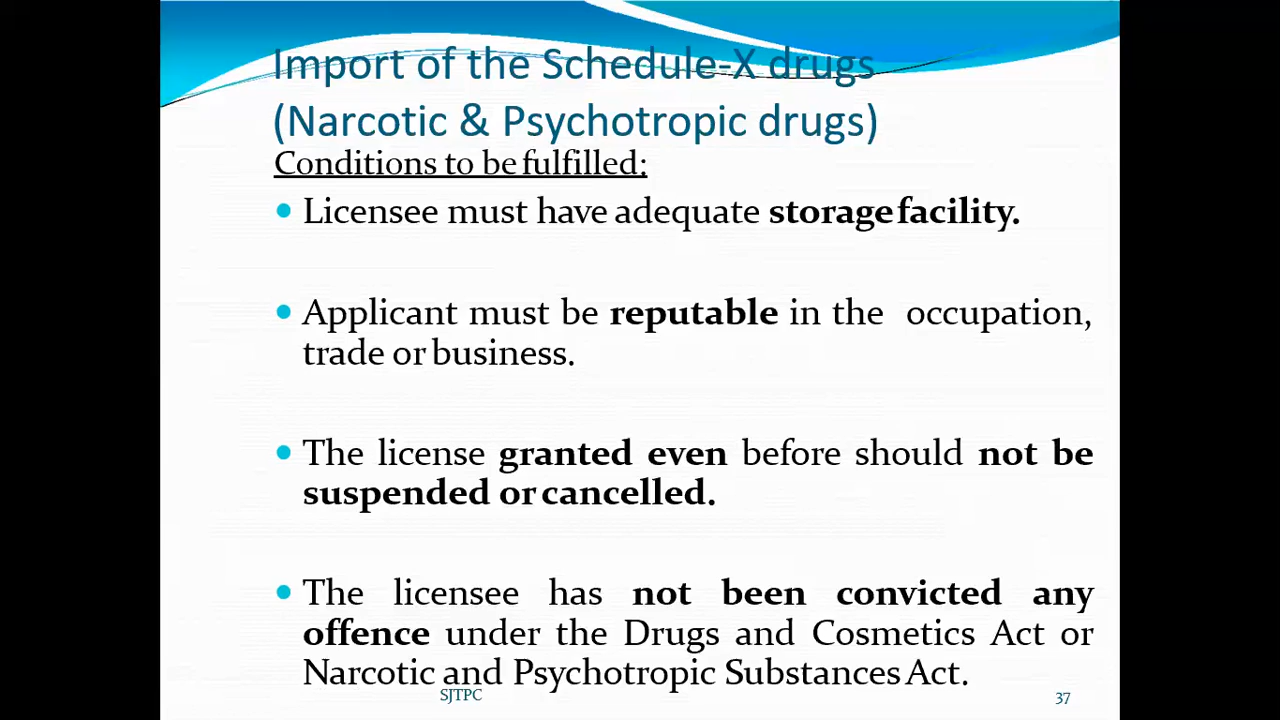 Import of the Schedule-X drugs
(Narcotic & Psychotropic drugs)
Conditions to be fulfilled:
• Licensee must have adequate storage facility.
• Applicant must be reputable in the occupation,
trade or business.
• The license granted even before should not be
suspended or cancelled.
• The licensee has not been convicted any
offence under the Drugs and Cosmetics Act or
Narcotic and Psychotropic Substances Act.
SJTPC
37